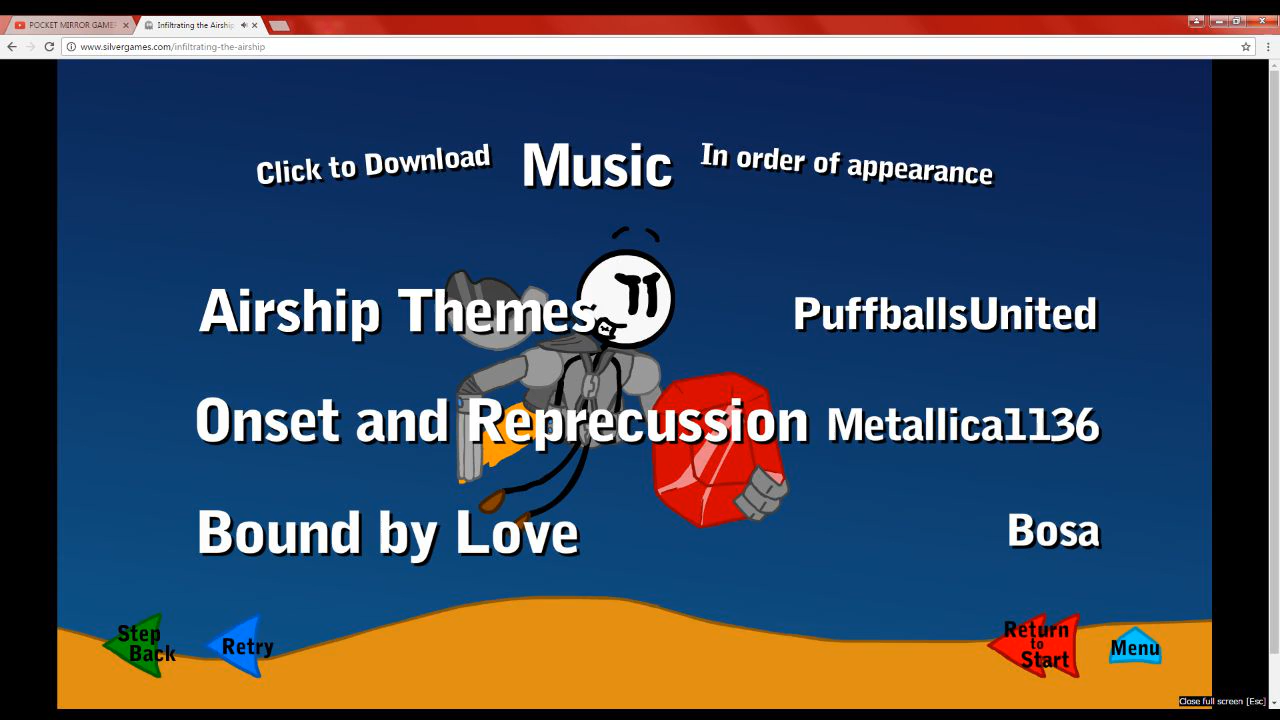 POCKET MIRROR GAME
Infiltrating the Airship
www.silvergames.com/infiltrating-the-airship
Click to Download Music In order of appearance
Airship Themes PuffballsUnited
Onset and Reprecussion Metallica1136
Bound by Love Bosa
Step Back
Retry
Return to Start
Menu
Close full screen [Esc]